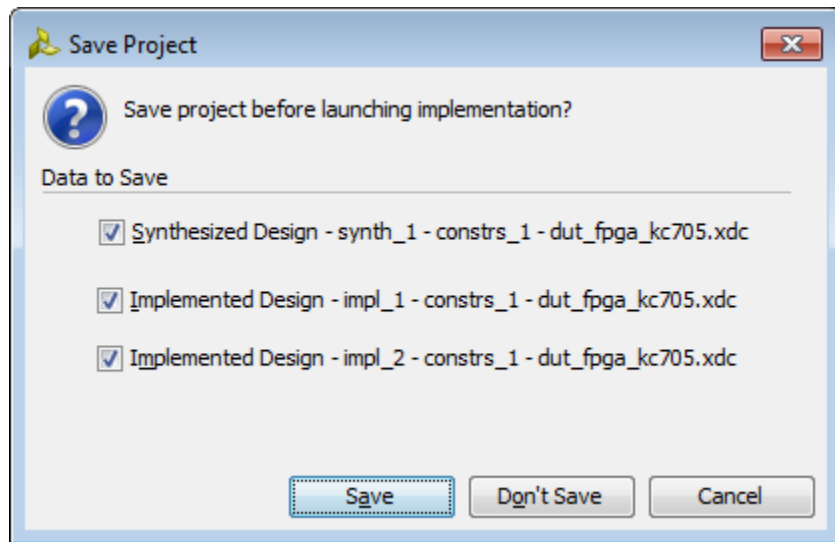 Save Project
Save project before launching implementation?
Data to Save
Synthesized Design - synth_1 - constrs_1 - dut_fpga_kc705.xdc
Implemented Design - impl_1 - constrs_1 - dut_fpga_kc705.xdc
Implemented Design - impl_2 - constrs_1 - dut_fpga_kc705.xdc
Save Don't Save Cancel